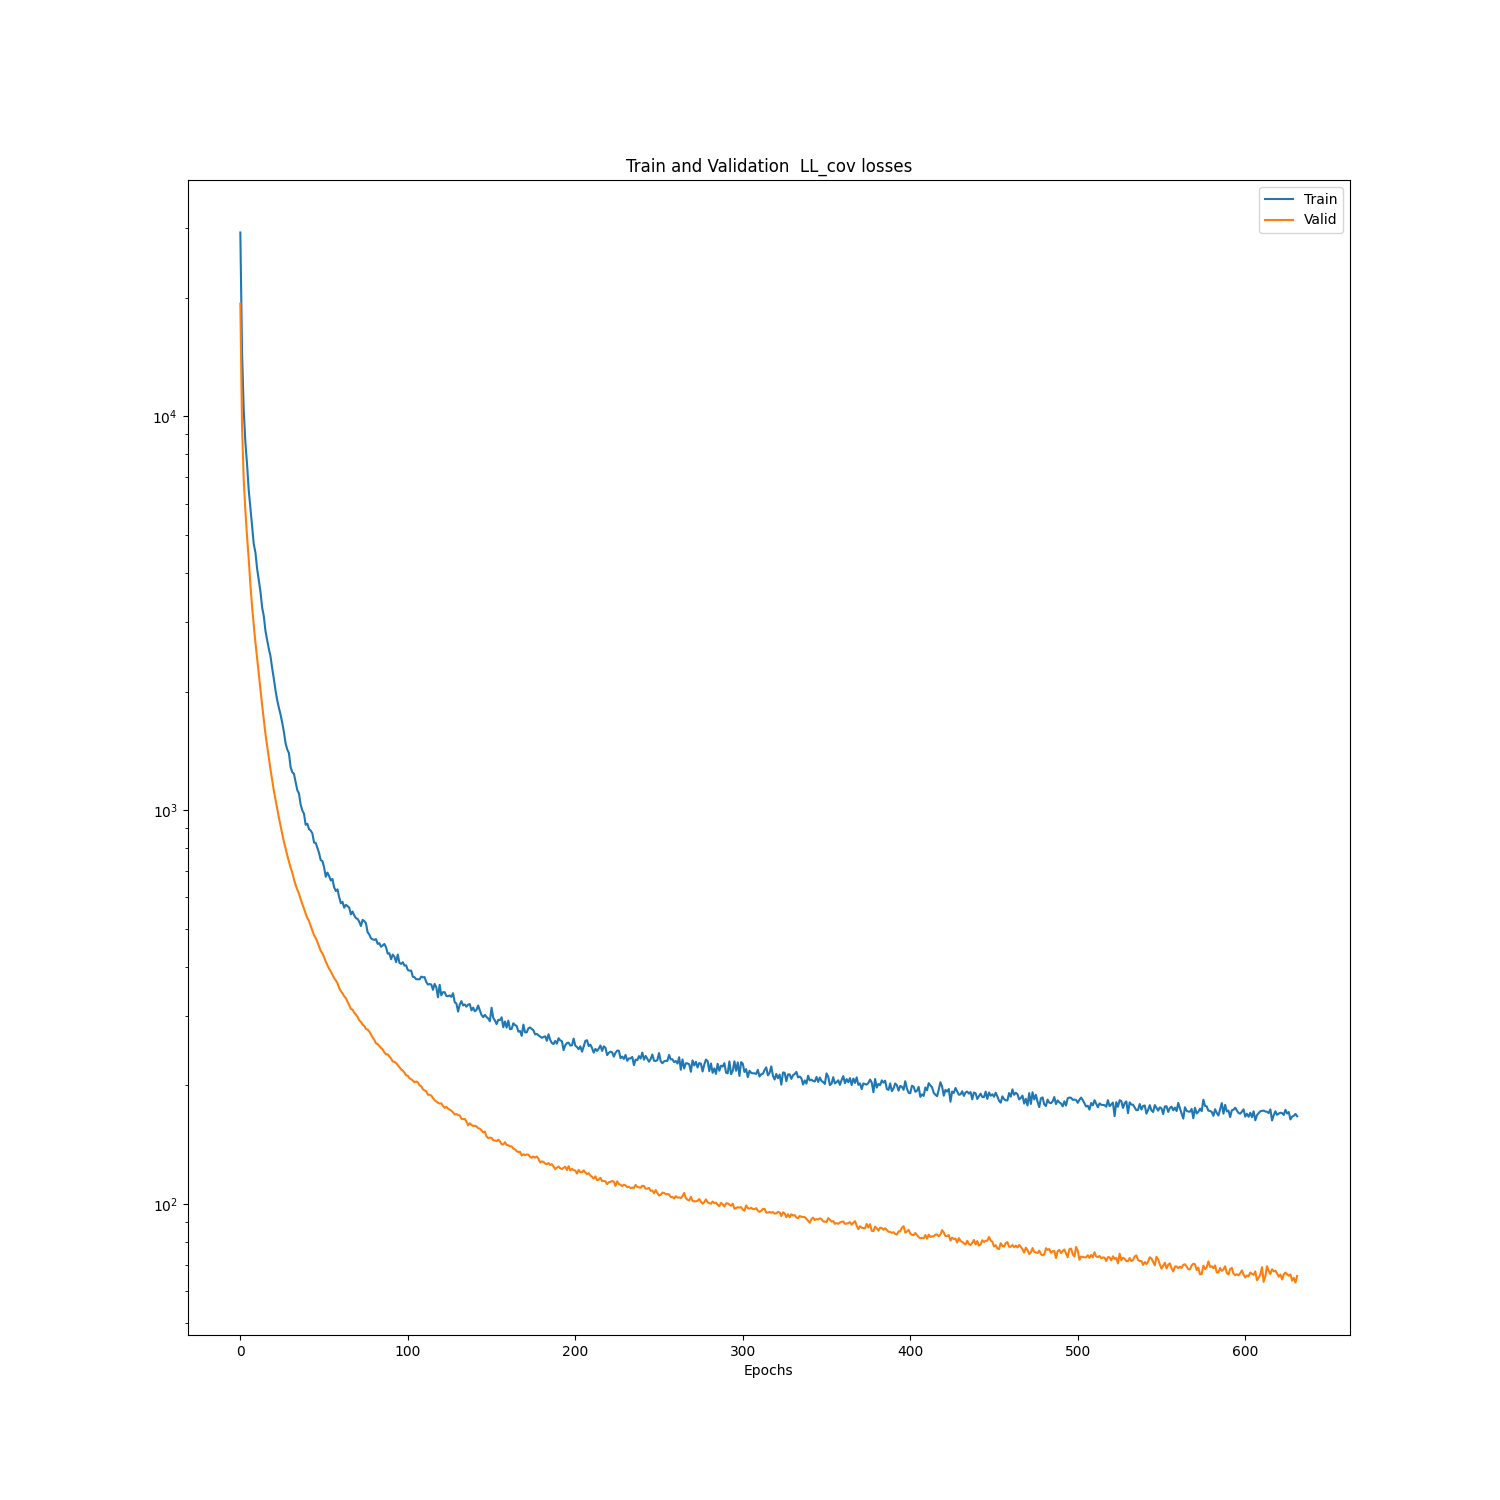 Train and Validation  LL_cov losses
Train
Valid
10⁴
10³
10²
0 100 200 300 400 500 600
Epochs